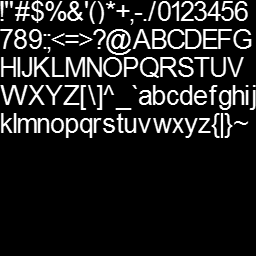 !"#$%&'()*+,-./0123456
789:;<=>?@ABCDEFG
HIJKLMNOPQRSTUV
WXYZ[\]^_`abcdefghij
klmnopqrstuvwxyz{|}~